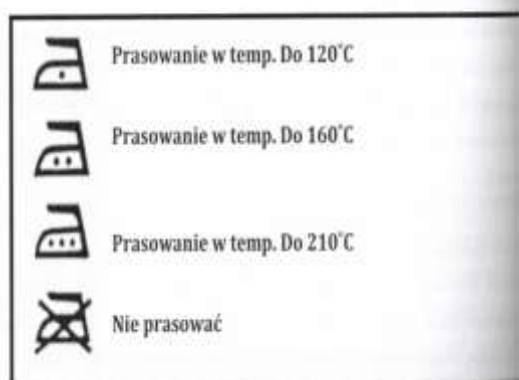 Prasowanie w temp. Do 120°C
Prasowanie w temp. Do 160°C
Prasowanie w temp. Do 210°C
Nie prasować